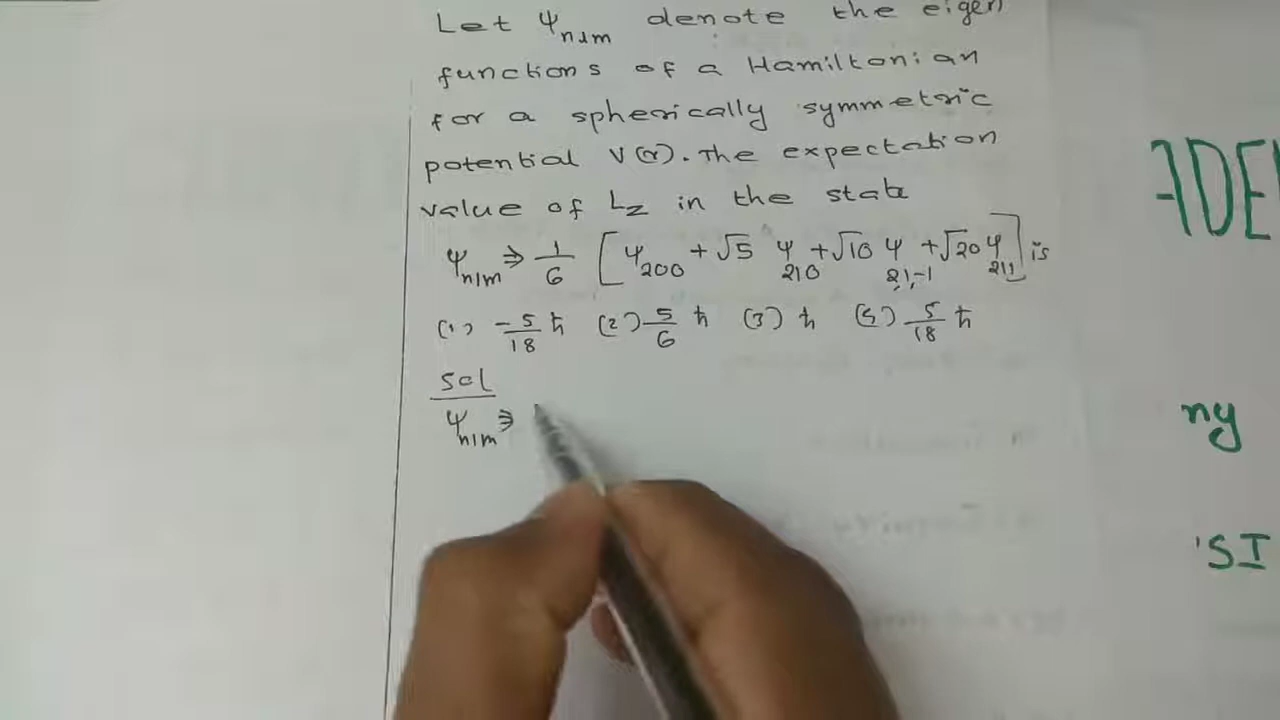 Let ψnlm denote the eigen
functions of a Hamiltonian
for a spherically symmetric
potential V(r). The expectation
value of Lz in the state
ψnlm ⇒ 1/6 [ψ200 + √5 ψ210 + √10 ψ21,-1 + √20 ψ211] is
(1) -5/18 ħ (2) 5/6 ħ (3) ħ (4) 5/18 ħ
Sol
ψnlm ⇒
ny